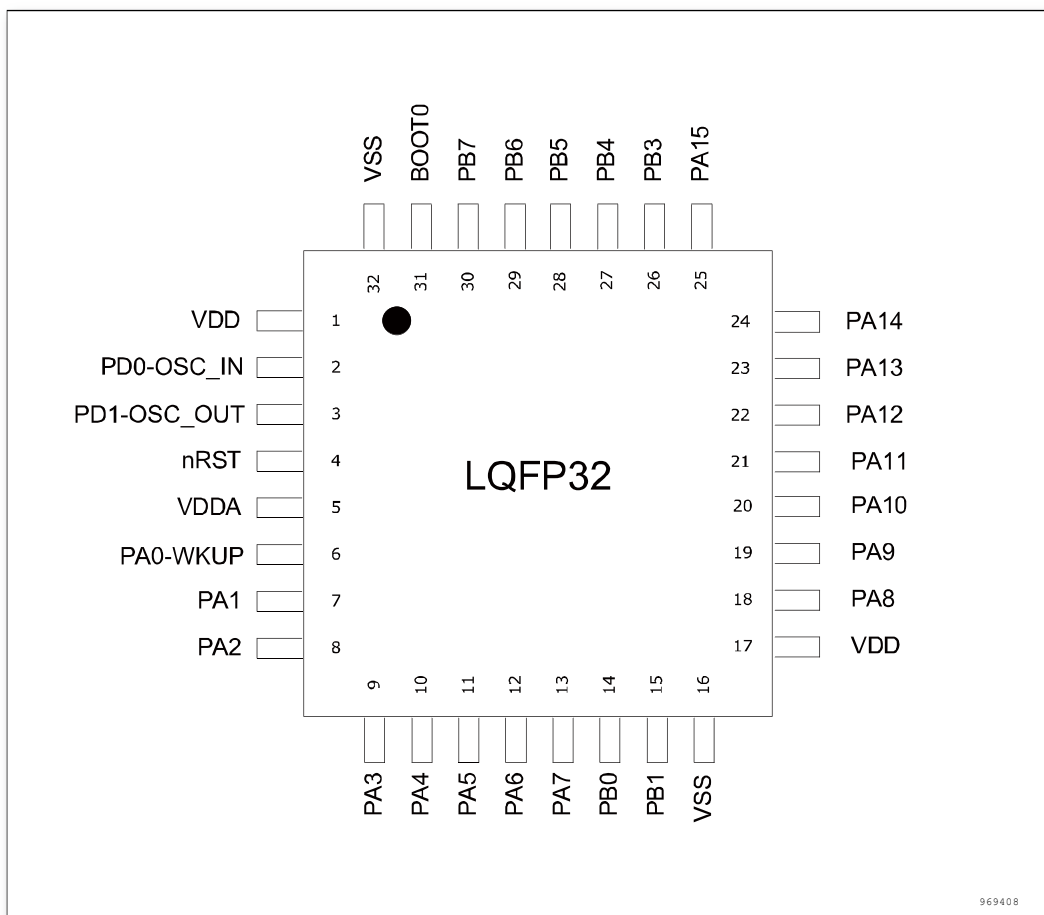 VSS BOOT0 PB7 PB6 PB5 PB4 PB3 PA15
32 31 30 29 28 27 26 25
VDD 1 24 PA14
PD0-OSC_IN 2 23 PA13
PD1-OSC_OUT 3 22 PA12
nRST 4 21 PA11
LQFP32
VDDA 5 20 PA10
PA0-WKUP 6 19 PA9
PA1 7 18 PA8
PA2 8 17 VDD
9 10 11 12 13 14 15 16
PA3 PA4 PA5 PA6 PA7 PB0 PB1 VSS
969408